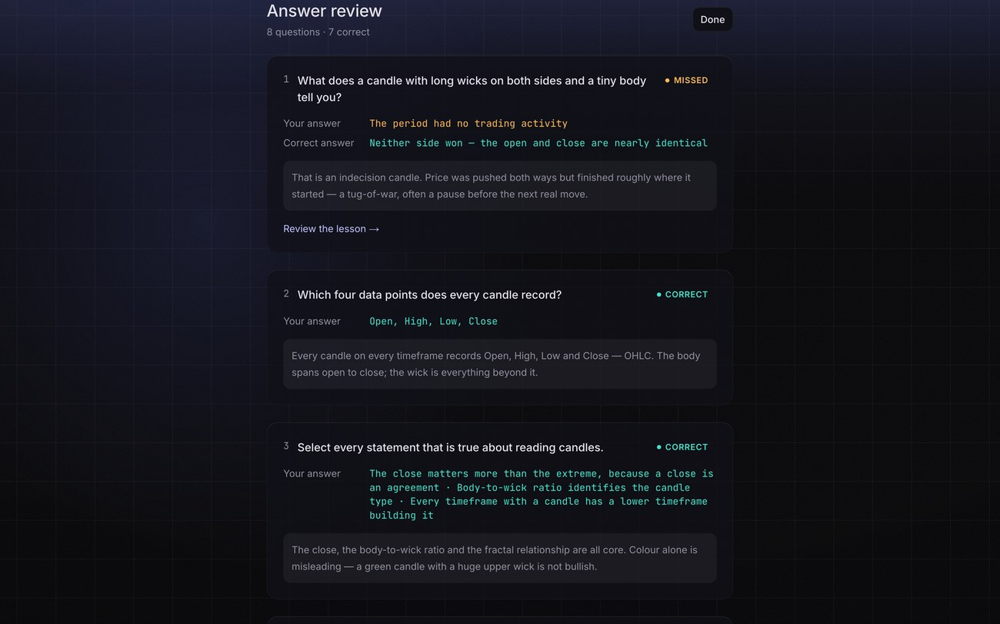 Answer review
Done
8 questions · 7 correct
1 What does a candle with long wicks on both sides and a tiny body
tell you?
• MISSED
Your answer The period had no trading activity
Correct answer Neither side won — the open and close are nearly identical
That is an indecision candle. Price was pushed both ways but finished roughly where it
started — a tug-of-war, often a pause before the next real move.
Review the lesson →
2 Which four data points does every candle record?
• CORRECT
Your answer Open, High, Low, Close
Every candle on every timeframe records Open, High, Low and Close — OHLC. The body
spans open to close; the wick is everything beyond it.
3 Select every statement that is true about reading candles.
• CORRECT
Your answer The close matters more than the extreme, because a close is
an agreement · Body-to-wick ratio identifies the candle
type · Every timeframe with a candle has a lower timeframe
building it
The close, the body-to-wick ratio and the fractal relationship are all core. Colour alone is
misleading — a green candle with a huge upper wick is not bullish.